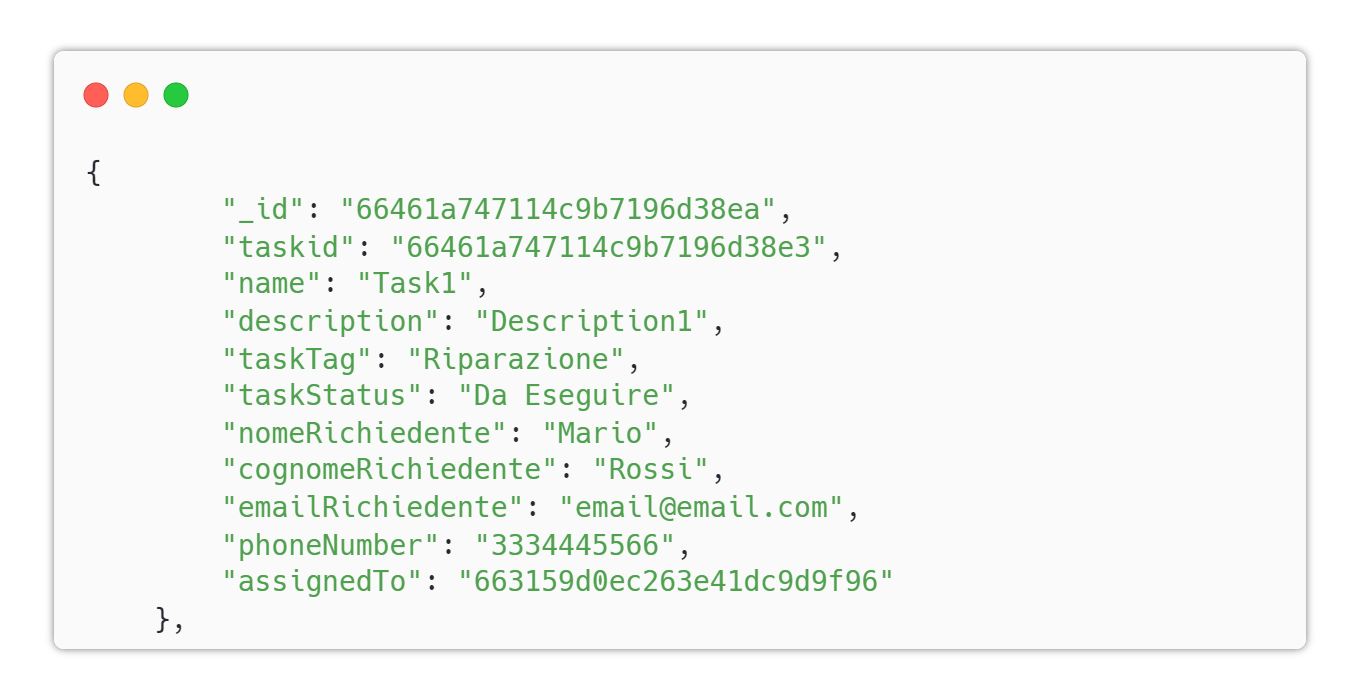 {
"_id": "66461a747114c9b7196d38ea",
"taskid": "66461a747114c9b7196d38e3",
"name": "Task1",
"description": "Description1",
"taskTag": "Riparazione",
"taskStatus": "Da Eseguire",
"nomeRichiedente": "Mario",
"cognomeRichiedente": "Rossi",
"emailRichiedente": "email@email.com",
"phoneNumber": "3334445566",
"assignedTo": "663159d0ec263e41dc9d9f96"
},